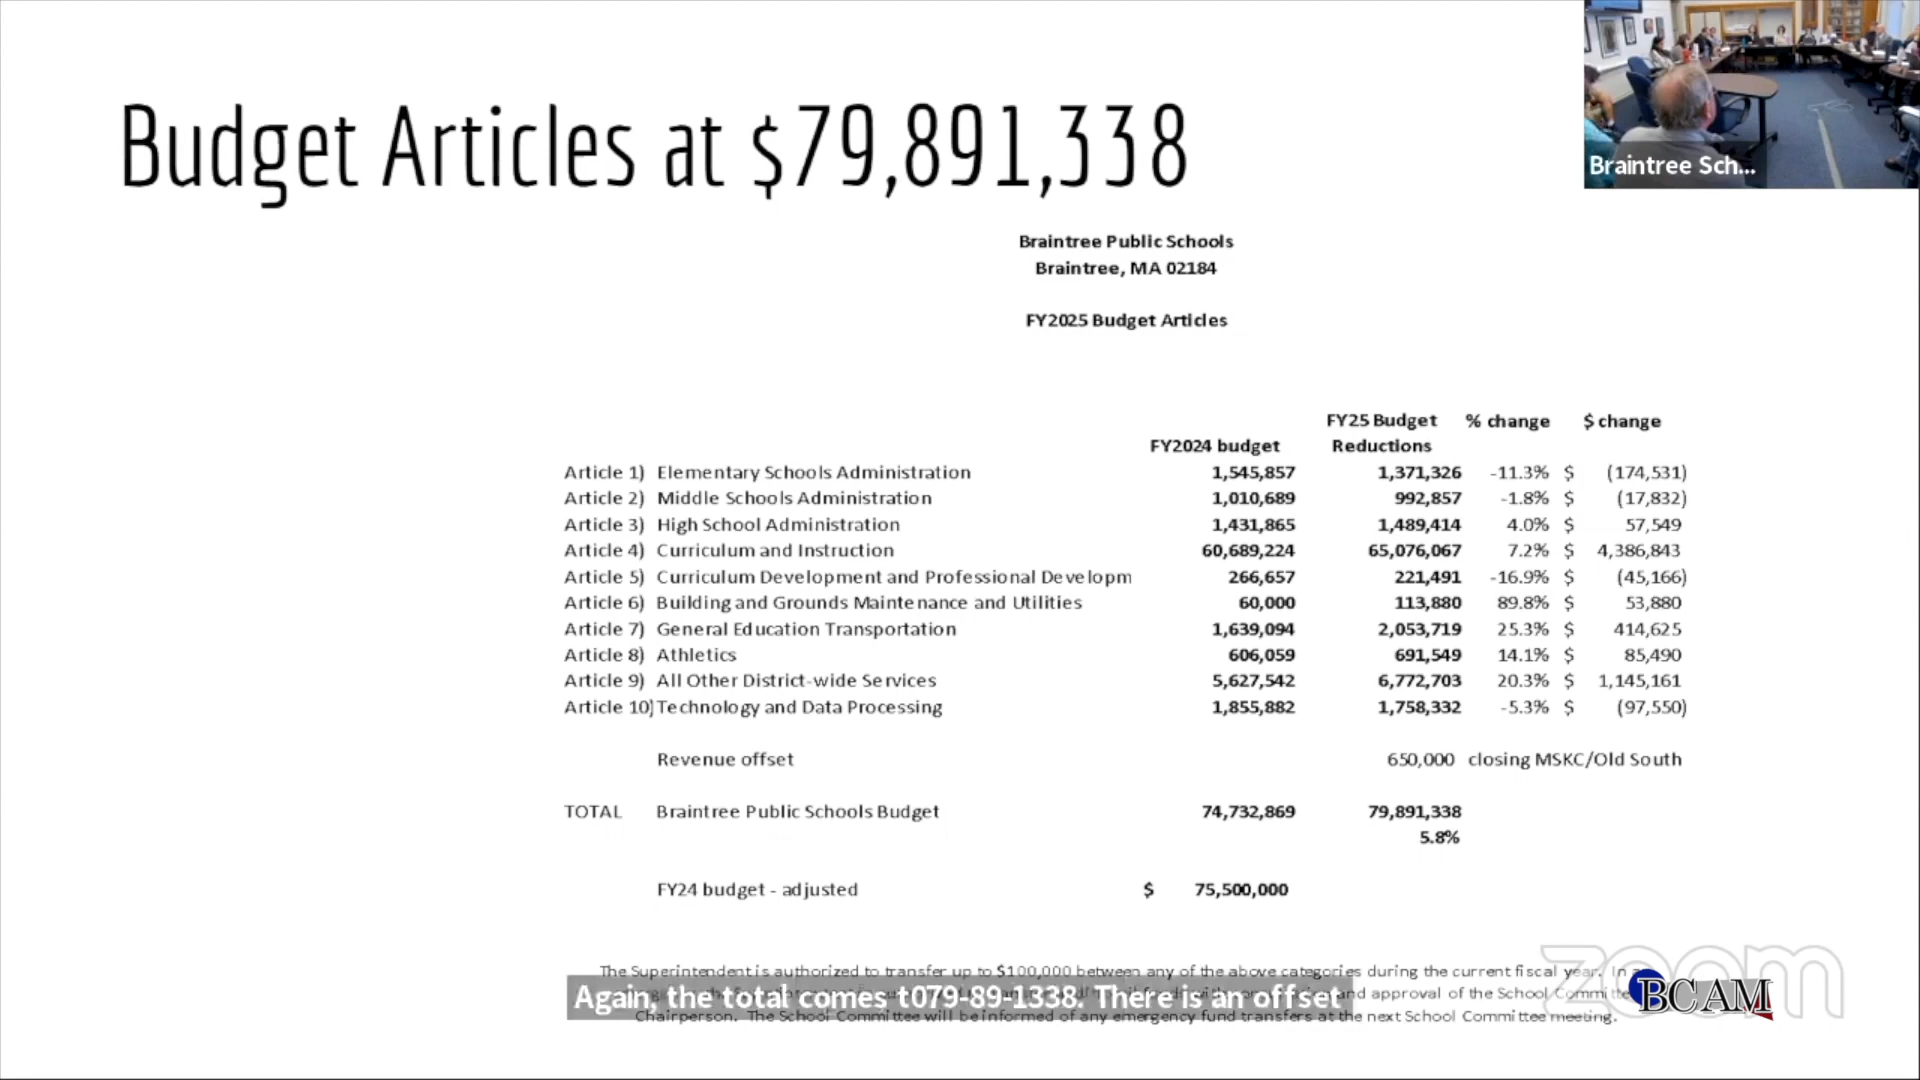 Budget Articles at $79,891,338
Braintree Sch...
Braintree Public Schools
Braintree, MA 02184
FY2025 Budget Articles
FY2024 budget FY25 Budget Reductions % change $ change
Article 1) Elementary Schools Administration 1,545,857 1,371,326 -11.3% $ (174,531)
Article 2) Middle Schools Administration 1,010,689 992,857 -1.8% $ (17,832)
Article 3) High School Administration 1,431,865 1,489,414 4.0% $ 57,549
Article 4) Curriculum and Instruction 60,689,224 65,076,067 7.2% $ 4,386,843
Article 5) Curriculum Development and Professional Developm 266,657 221,491 -16.9% $ (45,166)
Article 6) Building and Grounds Maintenance and Utilities 60,000 113,880 89.8% $ 53,880
Article 7) General Education Transportation 1,639,094 2,053,719 25.3% $ 414,625
Article 8) Athletics 606,059 691,549 14.1% $ 85,490
Article 9) All Other District-wide Services 5,627,542 6,772,703 20.3% $ 1,145,161
Article 10) Technology and Data Processing 1,855,882 1,758,332 -5.3% $ (97,550)
Revenue offset 650,000 closing MSKC/Old South
TOTAL Braintree Public Schools Budget 74,732,869 79,891,338
5.8%
FY24 budget - adjusted $ 75,500,000
The Superintendent is authorized to transfer up to $100,000 between any of the above categories during the current fiscal year. In
and approval of the School Committee
Chairperson. The School Committee will be informed of any emergency fund transfers at the next School Committee meeting.
Again, the total comes t079-89-1338. There is an offset
zoom
BCAM